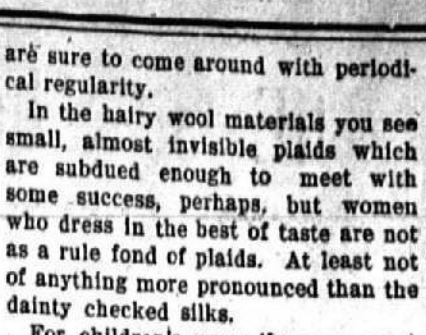 are sure to come around with periodi-
cal regularity.
In the hairy wool materials you see
small, almost invisible plaids which
are subdued enough to meet with
some success, perhaps, but women
who dress in the best of taste are not
as a rule fond of plaids. At least not
of anything more pronounced than the
dainty checked silks.
For children's